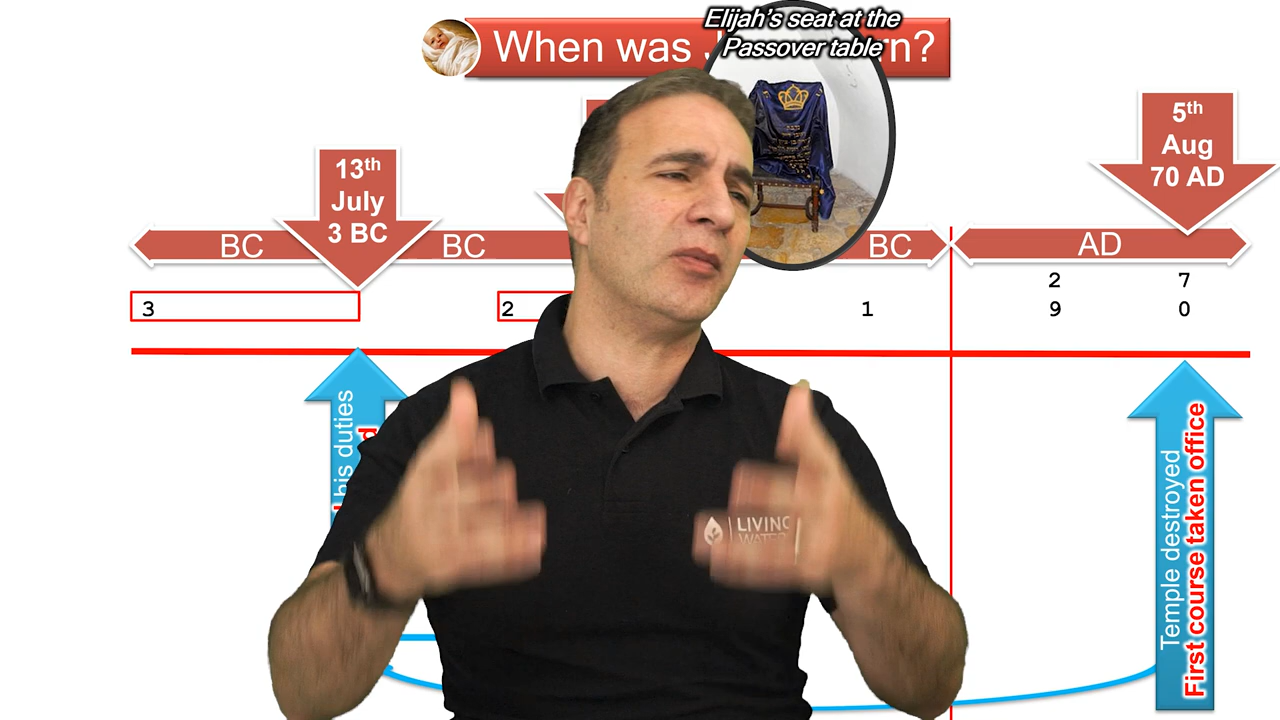 Elijah's seat at the
Passover table
When was
rn?
13th
July
3 BC
5th
Aug
70 AD
BC
BC
BC
AD
3
2
1
2
9
7
0
his duties
Temple destroyed
First course taken office
LIVING
WATER